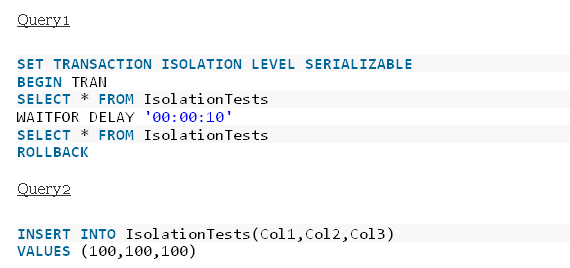 Query1
SET TRANSACTION ISOLATION LEVEL SERIALIZABLE
BEGIN TRAN
SELECT * FROM IsolationTests
WAITFOR DELAY '00:00:10'
SELECT * FROM IsolationTests
ROLLBACK
Query2
INSERT INTO IsolationTests(Col1,Col2,Col3)
VALUES (100,100,100)